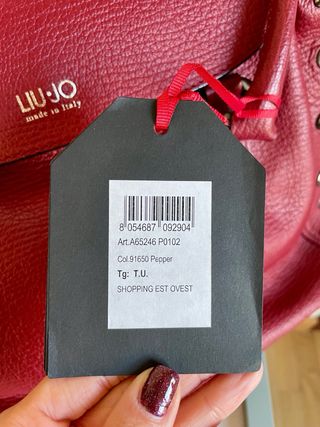 LIU·JO
made in Italy
8 054687 092904
Art.A65246 P0102
Col.91650 Pepper
Tg: T.U.
SHOPPING EST OVEST